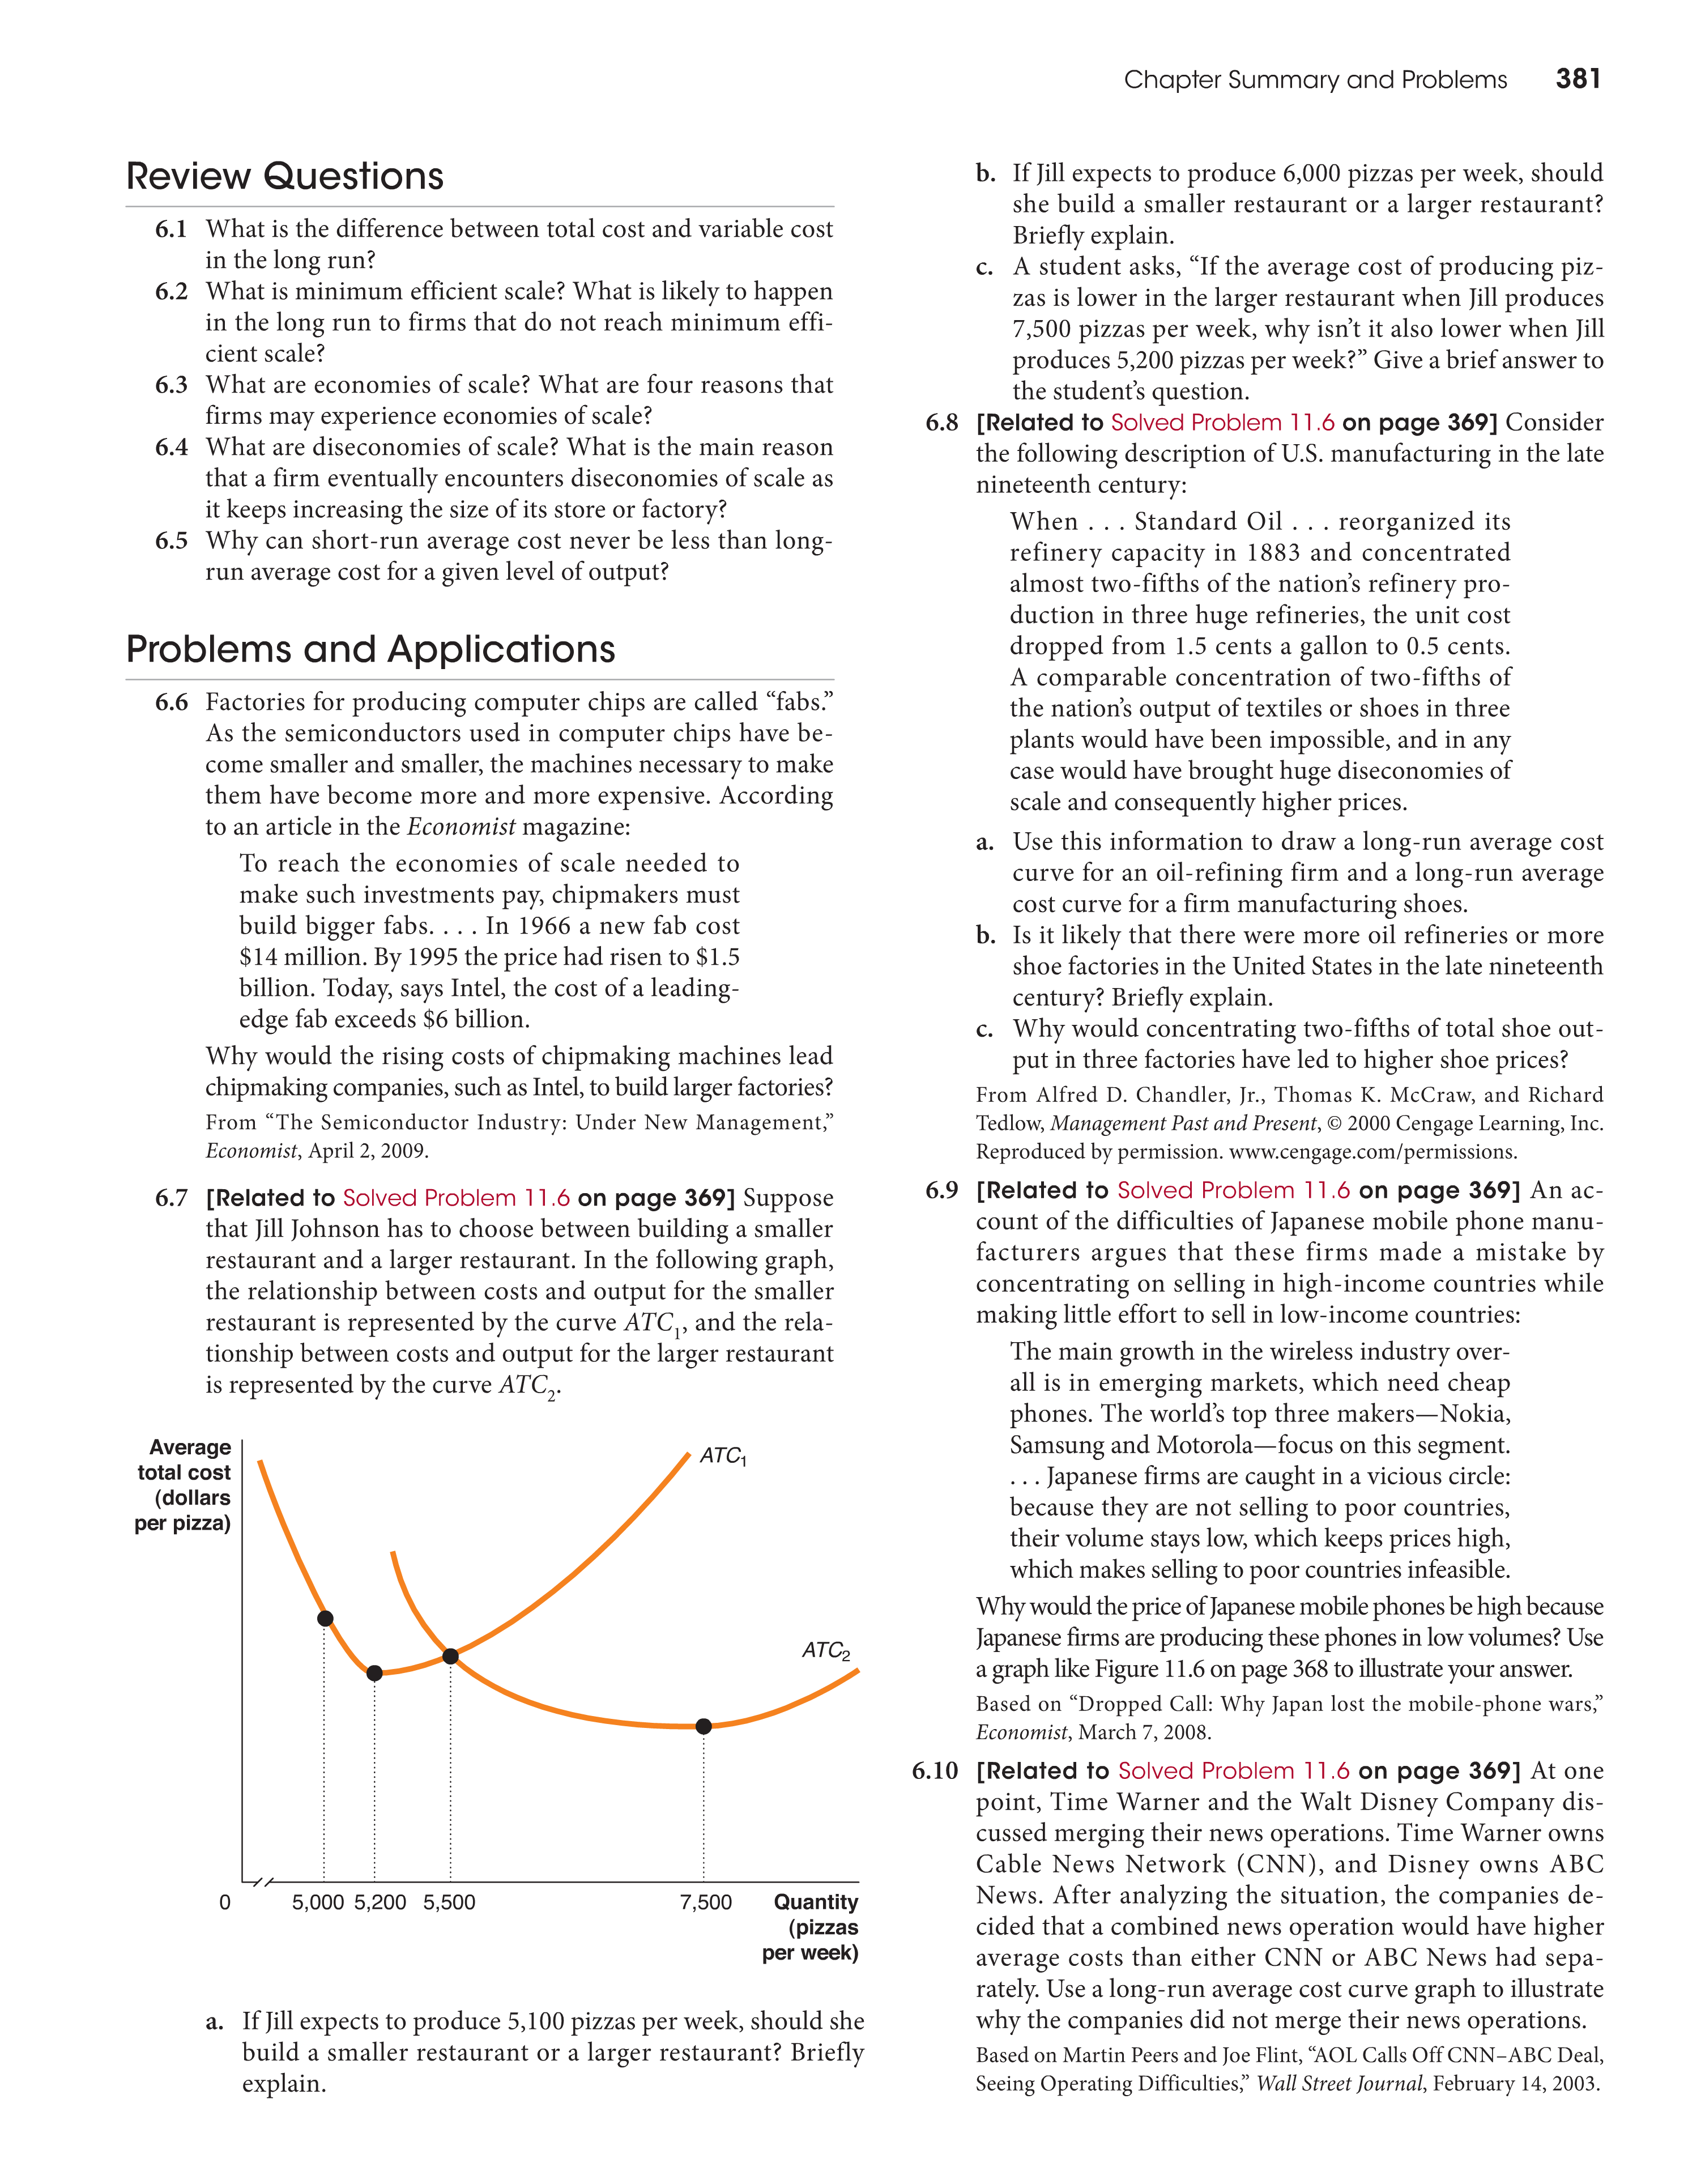 Chapter Summary and Problems 381
Review Questions
6.1 What is the difference between total cost and variable cost
in the long run?
6.2 What is minimum efficient scale? What is likely to happen
in the long run to firms that do not reach minimum effi-
cient scale?
6.3 What are economies of scale? What are four reasons that
firms may experience economies of scale?
6.4 What are diseconomies of scale? What is the main reason
that a firm eventually encounters diseconomies of scale as
it keeps increasing the size of its store or factory?
6.5 Why can short-run average cost never be less than long-
run average cost for a given level of output?
Problems and Applications
6.6 Factories for producing computer chips are called “fabs.”
As the semiconductors used in computer chips have be-
come smaller and smaller, the machines necessary to make
them have become more and more expensive. According
to an article in the Economist magazine:
To reach the economies of scale needed to
make such investments pay, chipmakers must
build bigger fabs. . . . In 1966 a new fab cost
$14 million. By 1995 the price had risen to $1.5
billion. Today, says Intel, the cost of a leading-
edge fab exceeds $6 billion.
Why would the rising costs of chipmaking machines lead
chipmaking companies, such as Intel, to build larger factories?
From “The Semiconductor Industry: Under New Management,”
Economist, April 2, 2009.
6.7 [Related to Solved Problem 11.6 on page 369] Suppose
that Jill Johnson has to choose between building a smaller
restaurant and a larger restaurant. In the following graph,
the relationship between costs and output for the smaller
restaurant is represented by the curve ATC₁, and the rela-
tionship between costs and output for the larger restaurant
is represented by the curve ATC₂.
Average
total cost
(dollars
per pizza)
ATC₁
ATC₂
0 5,000 5,200 5,500 7,500 Quantity
(pizzas
per week)
a. If Jill expects to produce 5,100 pizzas per week, should she
build a smaller restaurant or a larger restaurant? Briefly
explain.
b. If Jill expects to produce 6,000 pizzas per week, should
she build a smaller restaurant or a larger restaurant?
Briefly explain.
c. A student asks, “If the average cost of producing piz-
zas is lower in the larger restaurant when Jill produces
7,500 pizzas per week, why isn’t it also lower when Jill
produces 5,200 pizzas per week?” Give a brief answer to
the student’s question.
6.8 [Related to Solved Problem 11.6 on page 369] Consider
the following description of U.S. manufacturing in the late
nineteenth century:
When . . . Standard Oil . . . reorganized its
refinery capacity in 1883 and concentrated
almost two-fifths of the nation’s refinery pro-
duction in three huge refineries, the unit cost
dropped from 1.5 cents a gallon to 0.5 cents.
A comparable concentration of two-fifths of
the nation’s output of textiles or shoes in three
plants would have been impossible, and in any
case would have brought huge diseconomies of
scale and consequently higher prices.
a. Use this information to draw a long-run average cost
curve for an oil-refining firm and a long-run average
cost curve for a firm manufacturing shoes.
b. Is it likely that there were more oil refineries or more
shoe factories in the United States in the late nineteenth
century? Briefly explain.
c. Why would concentrating two-fifths of total shoe out-
put in three factories have led to higher shoe prices?
From Alfred D. Chandler, Jr., Thomas K. McCraw, and Richard
Tedlow, Management Past and Present, © 2000 Cengage Learning, Inc.
Reproduced by permission. www.cengage.com/permissions.
6.9 [Related to Solved Problem 11.6 on page 369] An ac-
count of the difficulties of Japanese mobile phone manu-
facturers argues that these firms made a mistake by
concentrating on selling in high-income countries while
making little effort to sell in low-income countries:
The main growth in the wireless industry over-
all is in emerging markets, which need cheap
phones. The world’s top three makers—Nokia,
Samsung and Motorola—focus on this segment.
. . . Japanese firms are caught in a vicious circle:
because they are not selling to poor countries,
their volume stays low, which keeps prices high,
which makes selling to poor countries infeasible.
Why would the price of Japanese mobile phones be high because
Japanese firms are producing these phones in low volumes? Use
a graph like Figure 11.6 on page 368 to illustrate your answer.
Based on “Dropped Call: Why Japan lost the mobile-phone wars,”
Economist, March 7, 2008.
6.10 [Related to Solved Problem 11.6 on page 369] At one
point, Time Warner and the Walt Disney Company dis-
cussed merging their news operations. Time Warner owns
Cable News Network (CNN), and Disney owns ABC
News. After analyzing the situation, the companies de-
cided that a combined news operation would have higher
average costs than either CNN or ABC News had sepa-
rately. Use a long-run average cost curve graph to illustrate
why the companies did not merge their news operations.
Based on Martin Peers and Joe Flint, “AOL Calls Off CNN–ABC Deal,
Seeing Operating Difficulties,” Wall Street Journal, February 14, 2003.